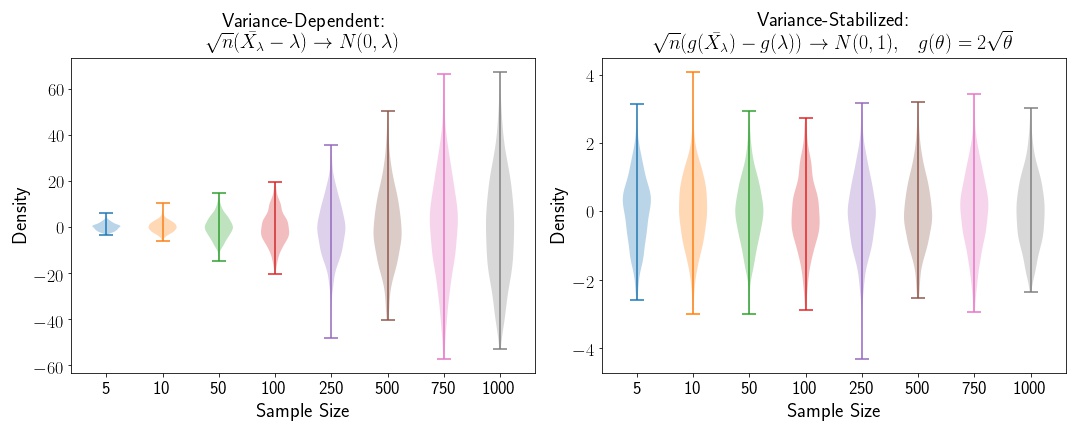 Variance-Dependent:
√n(X̄_λ − λ) → N(0, λ)
60
40
20
0
−20
−40
−60
Density
5 10 50 100 250 500 750 1000
Sample Size
Variance-Stabilized:
√n(g(X̄_λ) − g(λ)) → N(0, 1), g(θ) = 2√θ
4
2
0
−2
−4
Density
5 10 50 100 250 500 750 1000
Sample Size